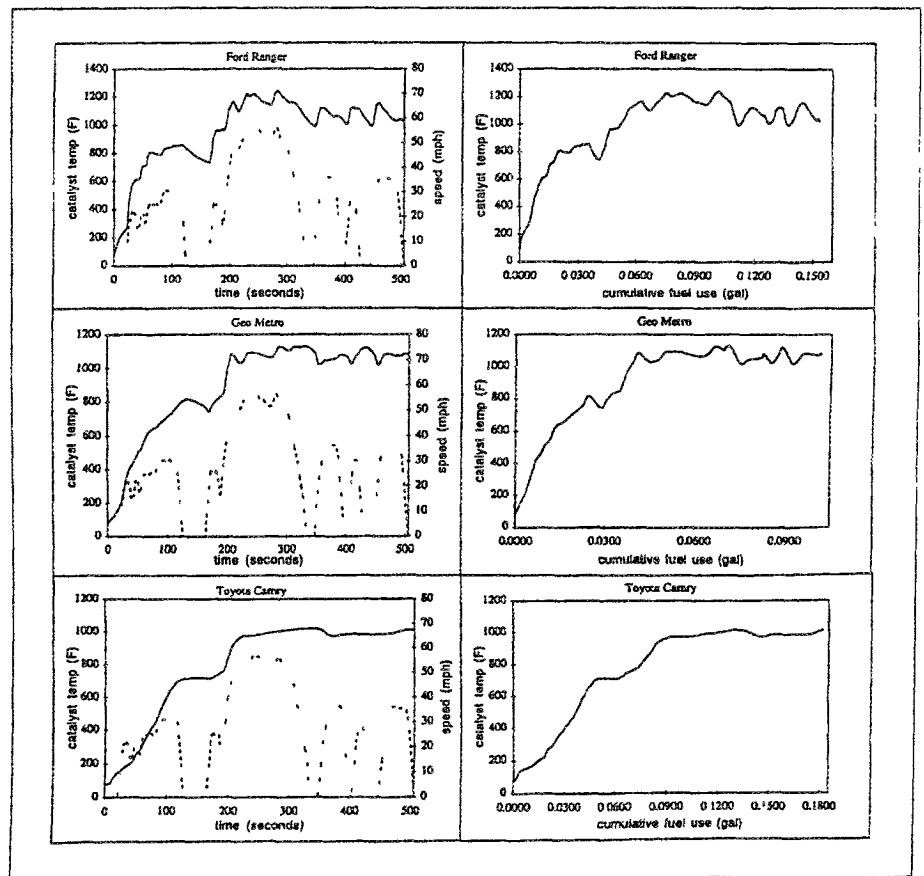 Ford Ranger
1400
1200
1000
800
600
400
200
0
catalyst temp (F)
80
70
60
50
40
30
20
10
0
speed (mph)
0 100 200 300 400 500
time (seconds)
Ford Ranger
1400
1200
1000
800
600
400
200
0
catalyst temp (F)
0.0000 0.0300 0.0600 0.0900 0.1200 0.1500
cumulative fuel use (gal)
Geo Metro
1200
1000
800
600
400
200
0
catalyst temp (F)
80
70
60
50
40
30
20
10
0
speed (mph)
0 100 200 300 400 500
time (seconds)
Geo Metro
1200
1000
800
600
400
200
0
catalyst temp (F)
0.0000 0.0300 0.0600 0.0900
cumulative fuel use (gal)
Toyota Camry
1200
1000
800
600
400
200
0
catalyst temp (F)
80
70
60
50
40
30
20
10
0
speed (mph)
0 100 200 300 400 500
time (seconds)
Toyota Camry
1200
1000
800
600
400
200
0
catalyst temp (F)
0.0000 0.0300 0.0600 0.0900 0.1200 0.1500 0.1800
cumulative fuel use (gal)